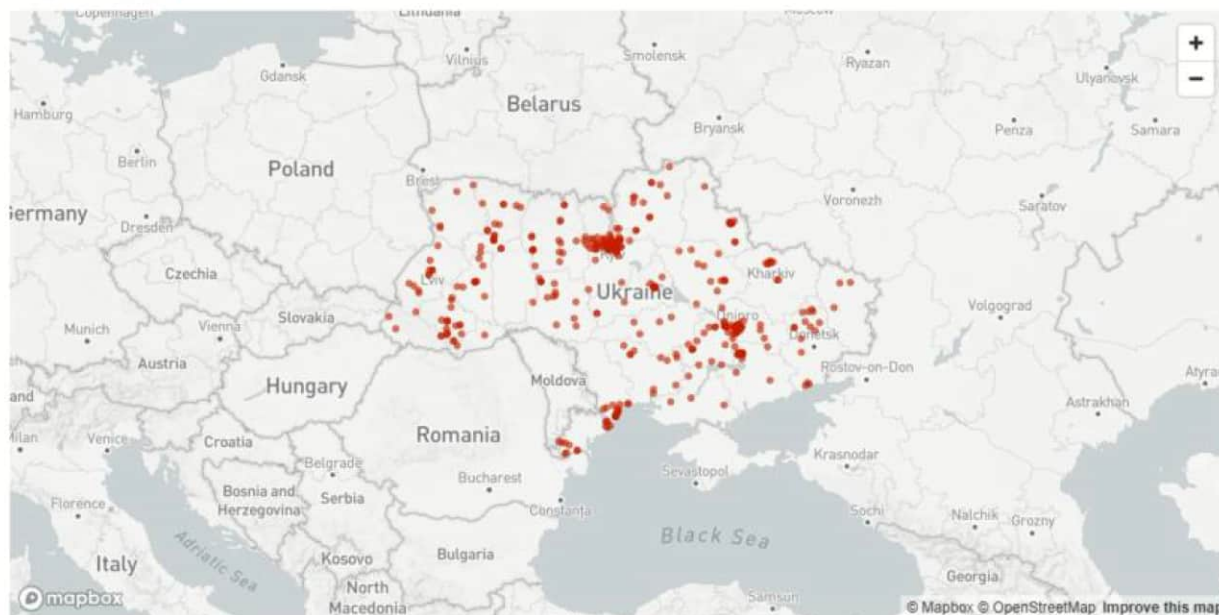 Copenhagen
Lithuania
Moscow
Vilnius
Smolensk
Ryazan
Ulyanovsk
+
−
Gdansk
Hamburg
Belarus
Bryansk
Penza
Samara
Berlin
Poland
Brest
Voronezh
Saratov
Germany
Dresden
Czechia
Lviv
Kyiv
Kharkiv
Ukraine
Volgograd
Munich
Vienna
Slovakia
Dnipro
Donetsk
Austria
Hungary
Moldova
Rostov-on-Don
Atyra
Astrakhan
Milan
Venice
Croatia
Romania
Belgrade
Krasnodar
Bosnia and
Herzegovina
Serbia
Bucharest
Sevastopol
Florence
Constanța
Sochi
Nalchik
Grozny
Adriatic Sea
Black Sea
Italy
Kosovo
Bulgaria
Georgia
North
Macedonia
Samsun
mapbox
© Mapbox © OpenStreetMap Improve this map